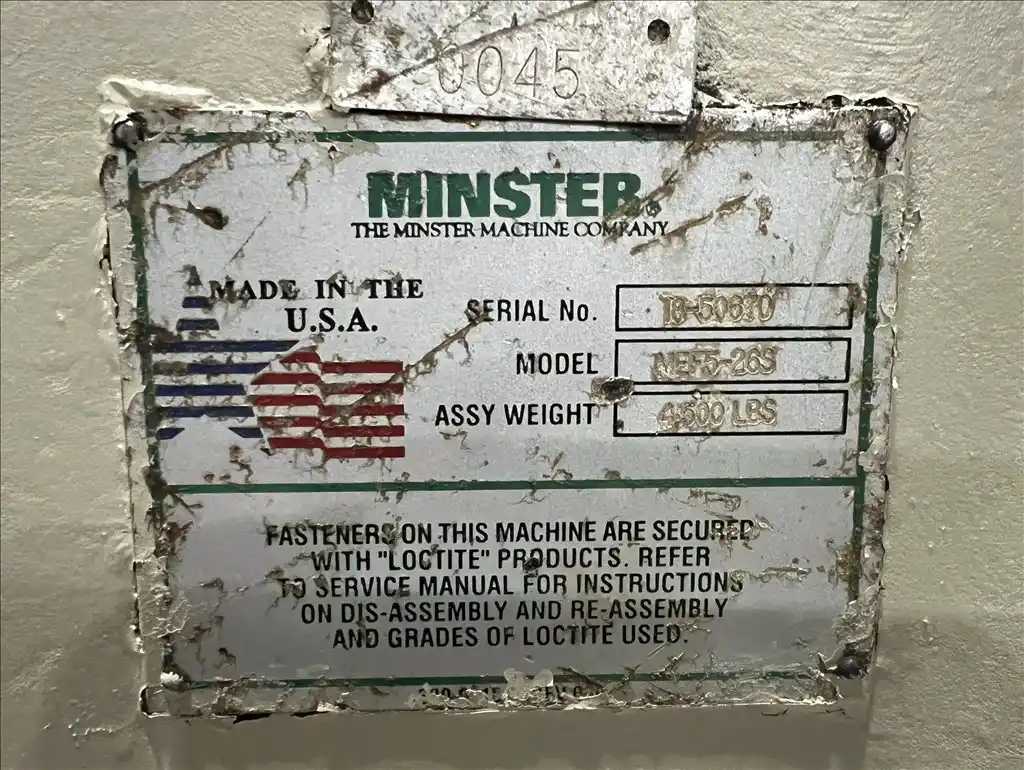 0045
MINSTER®
THE MINSTER MACHINE COMPANY
MADE IN THE
U.S.A.
SERIAL No.
MODEL
ASSY WEIGHT 4,500 LBS
FASTENERS ON THIS MACHINE ARE SECURED
WITH "LOCTITE" PRODUCTS. REFER
TO SERVICE MANUAL FOR INSTRUCTIONS
ON DIS-ASSEMBLY AND RE-ASSEMBLY
AND GRADES OF LOCTITE USED.